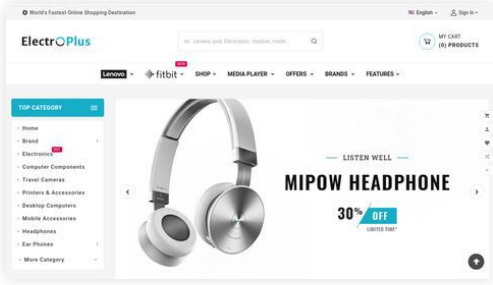 World's Fastest Online Shopping Destination
English
Sign In
ElectrOPlus
MY CART
(0) PRODUCTS
NEW
Lenovo
fitbit
SHOP
MEDIA PLAYER
OFFERS
BRANDS
FEATURES
TOP CATEGORY
Home
Brand
Electronics
Computer Components
Travel Cameras
Printers & Accessories
Desktop Computers
Mobile Accessories
Headphones
Ear Phones
More Category
LISTEN WELL
MIPOW HEADPHONE
30% OFF
LIMITED TIME*